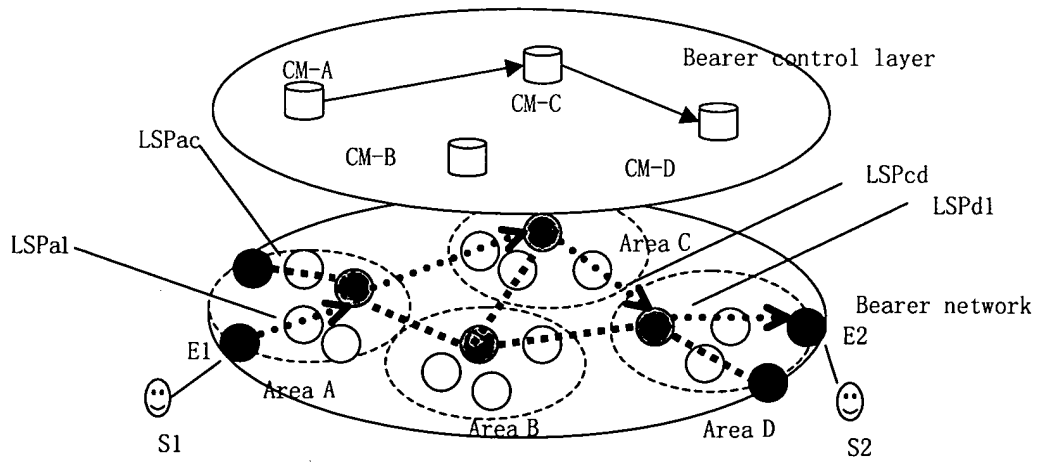 CM-A
Bearer control layer
CM-C
LSPac
CM-B
CM-D
LSPcd
LSPd1
LSPa1
Area C
Bearer network
E1
E2
Area A
Area B
Area D
S1
S2